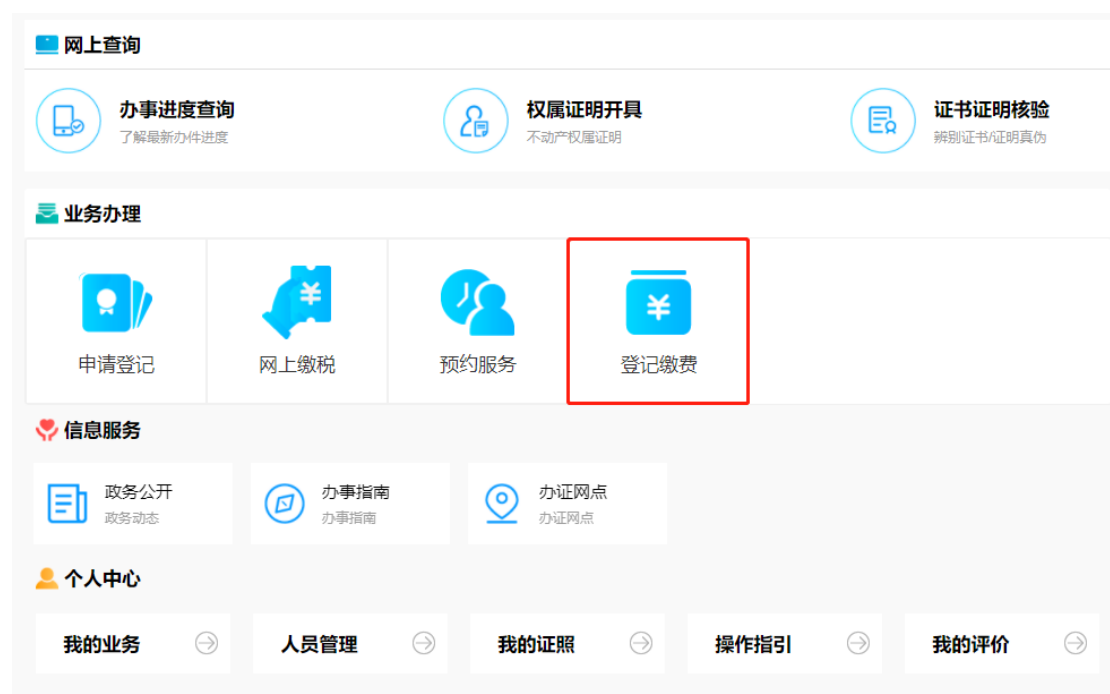 网上查询
办事进度查询
了解最新办件进度
权属证明开具
不动产权属证明
证书证明核验
辨别证书/证明真伪
业务办理
¥
¥
申请登记
网上缴税
预约服务
登记缴费
信息服务
政务公开
政务动态
办事指南
办事指南
办证网点
办证网点
个人中心
我的业务
人员管理
我的证照
操作指引
我的评价